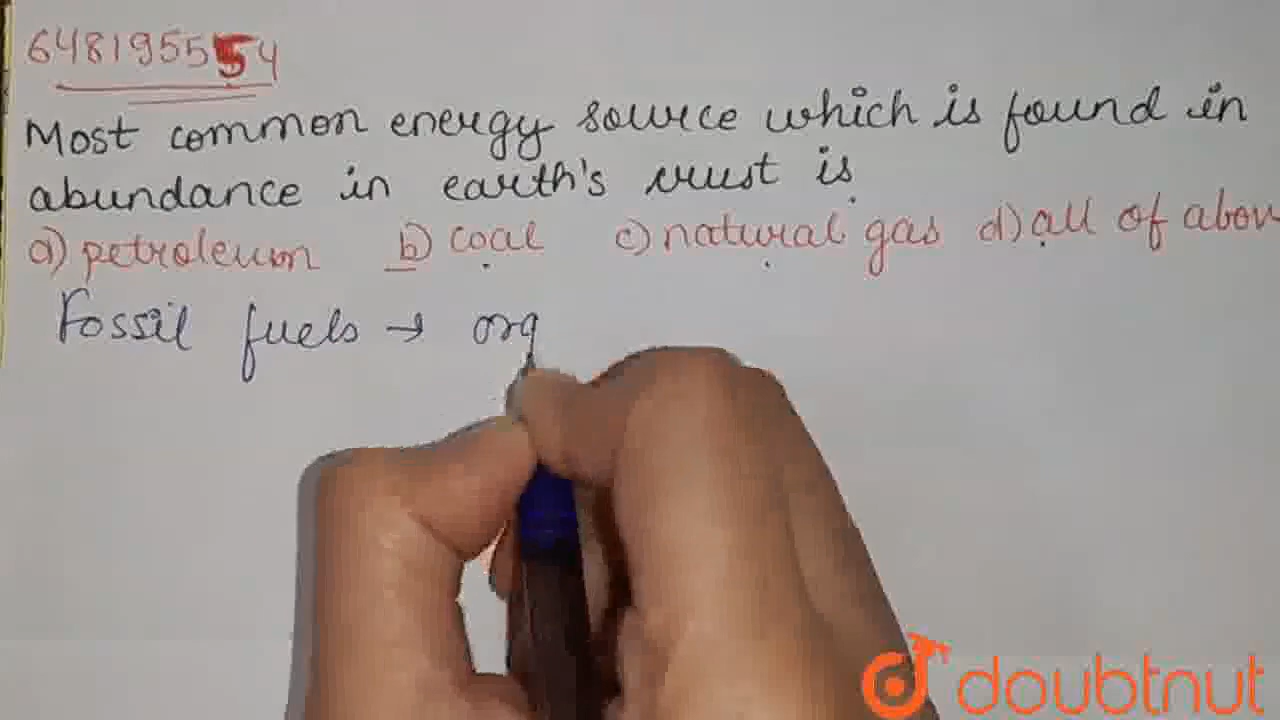 648195554
Most common energy source which is found in
abundance in earth's crust is
a) petroleum b) coal c) natural gas d) all of abov
Fossil fuels → org
doubtnut